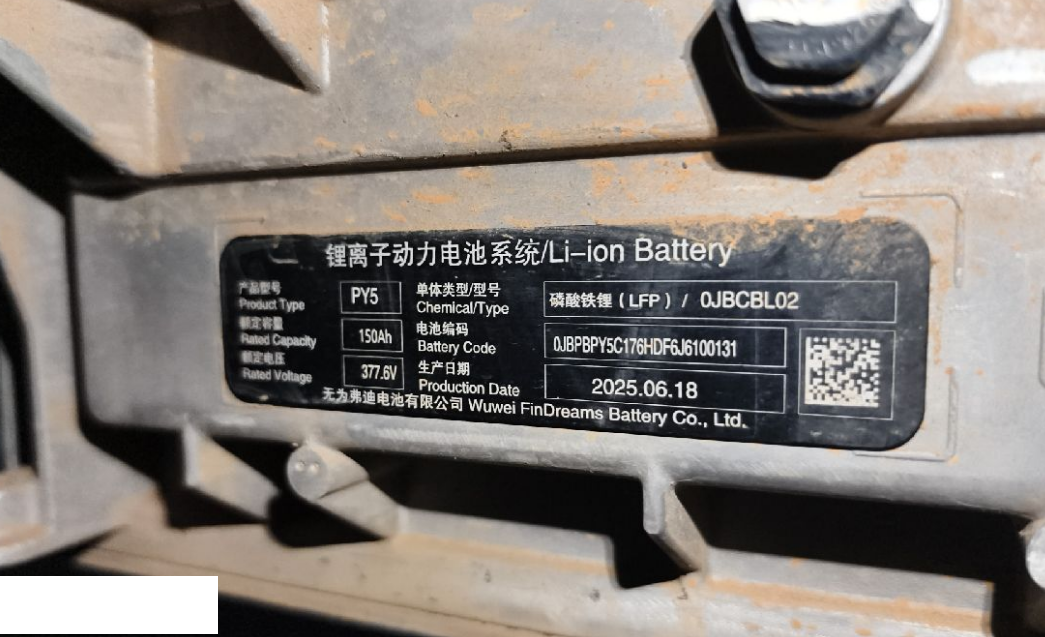 锂离子动力电池系统/Li-ion Battery
产品型号 Product Type PY5
单体类型/型号 Chemical/Type 磷酸铁锂（LFP）/ 0JBCBL02
额定容量 Rated Capacity 150Ah
电池编码 Battery Code 0JBPBPY5C176HDF6J6100131
额定电压 Rated Voltage 377.6V
生产日期 Production Date 2025.06.18
无为弗迪电池有限公司 Wuwei FinDreams Battery Co., Ltd.